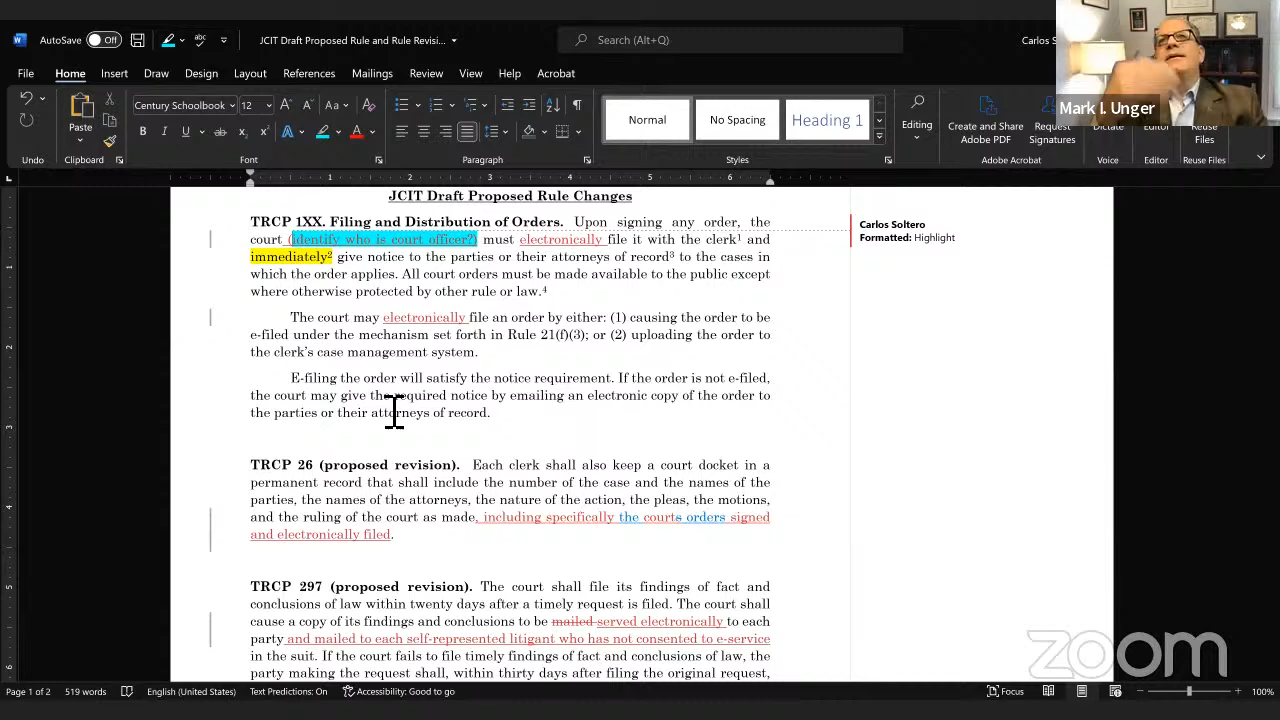 AutoSave Off JCIT Draft Proposed Rule and Rule Revisi... Search (Alt+Q) Carlos S
Mark I. Unger
File Home Insert Draw Design Layout References Mailings Review View Help Acrobat
Century Schoolbook 12
Paste
Normal No Spacing Heading 1
Editing
Create and Share Adobe PDF
Request Signatures
Dictate
Editor
Reuse Files
Undo Clipboard Font Paragraph Styles Adobe Acrobat Voice Editor Reuse Files
1 2 3 4 5 6
JCIT Draft Proposed Rule Changes
TRCP 1XX. Filing and Distribution of Orders. Upon signing any order, the
court (identify who is court officer?) must electronically file it with the clerk¹ and
immediately² give notice to the parties or their attorneys of record³ to the cases in
which the order applies. All court orders must be made available to the public except
where otherwise protected by other rule or law.⁴
The court may electronically file an order by either: (1) causing the order to be
e-filed under the mechanism set forth in Rule 21(f)(3); or (2) uploading the order to
the clerk's case management system.
E-filing the order will satisfy the notice requirement. If the order is not e-filed,
the court may give the required notice by emailing an electronic copy of the order to
the parties or their attorneys of record.
TRCP 26 (proposed revision). Each clerk shall also keep a court docket in a
permanent record that shall include the number of the case and the names of the
parties, the names of the attorneys, the nature of the action, the pleas, the motions,
and the ruling of the court as made, including specifically the courts orders signed
and electronically filed.
TRCP 297 (proposed revision). The court shall file its findings of fact and
conclusions of law within twenty days after a timely request is filed. The court shall
cause a copy of its findings and conclusions to be mailed served electronically to each
party and mailed to each self-represented litigant who has not consented to e-service
in the suit. If the court fails to file timely findings of fact and conclusions of law, the
party making the request shall, within thirty days after filing the original request,
Carlos Soltero
Formatted: Highlight
zoom
Page 1 of 2 519 words English (United States) Text Predictions: On Accessibility: Good to go Focus 100%